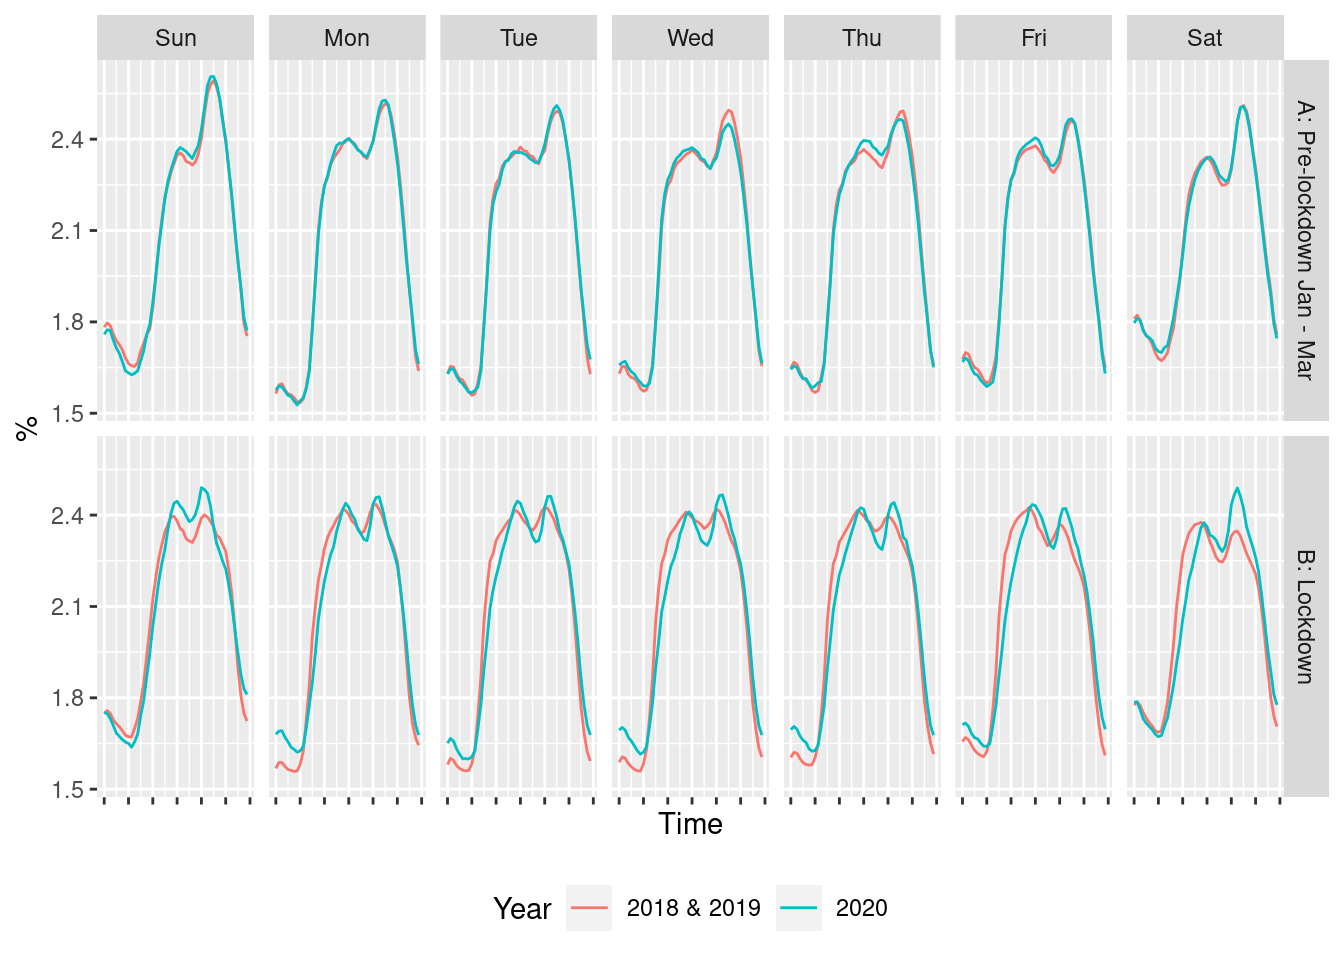 Sun Mon Tue Wed Thu Fri Sat
A: Pre-lockdown Jan - Mar
2.4
2.1
1.8
1.5
%
B: Lockdown
2.4
2.1
1.8
1.5
Time
Year 2018 & 2019 2020